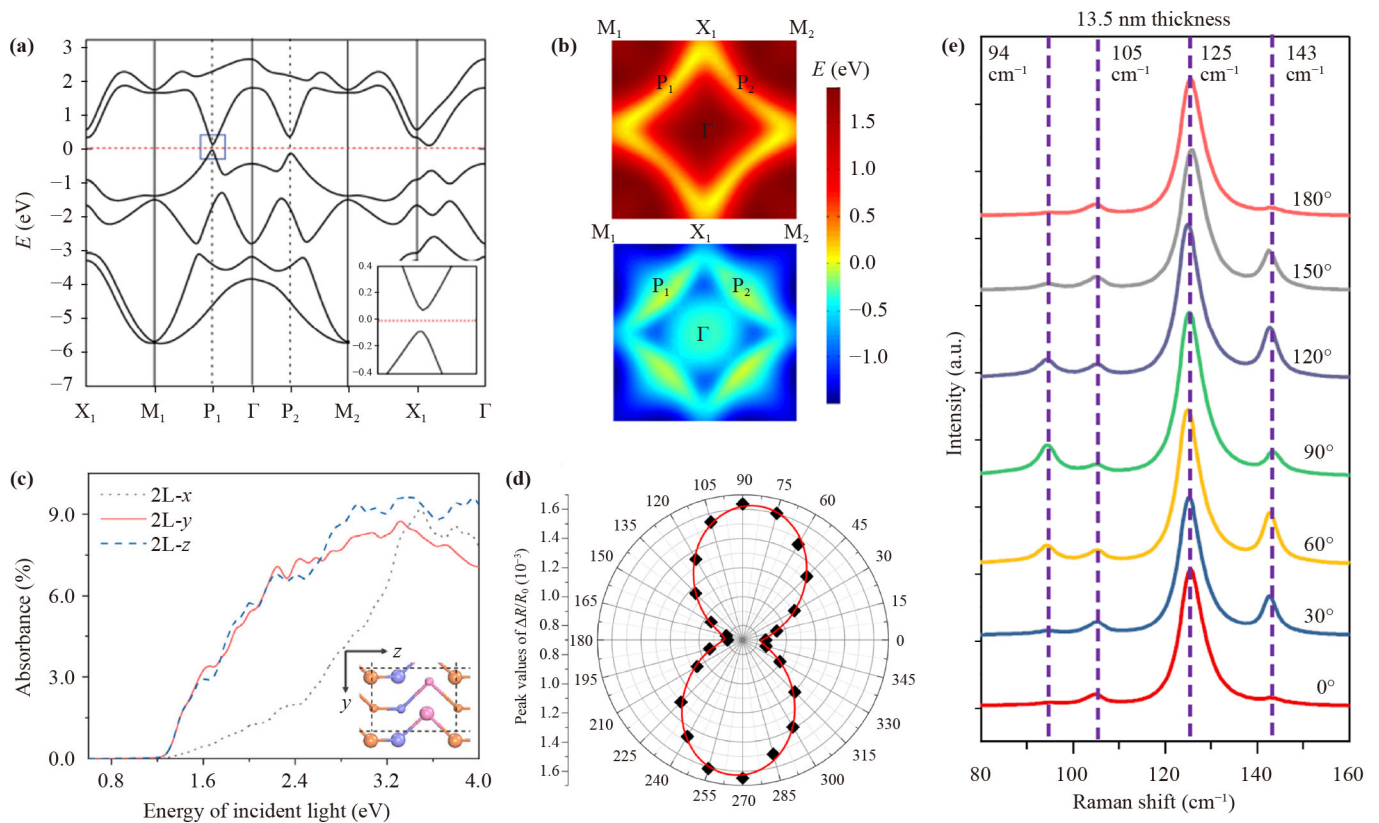 (a)
E (eV)
3
2
1
0
−1
−2
−3
−4
−5
−6
−7
X₁ M₁ P₁ Γ P₂ M₂ X₁ Γ
0.4
0.2
0.0
−0.2
−0.4
(b)
M₁ X₁ M₂
P₁ P₂
Γ
M₁ X₁ M₂
P₁ P₂
Γ
E (eV)
1.5
1.0
0.5
0.0
−0.5
−1.0
(c)
2L-x
2L-y
2L-z
Absorbance (%)
9.0
6.0
3.0
0.0
0.8 1.6 2.4 3.2 4.0
Energy of incident light (eV)
z
y
(d)
Peak values of ΔR/R₀ (10⁻³)
1.6
1.4
1.2
1.0
0.8
1.0
1.2
1.4
1.6
0
15
30
45
60
75
90
105
120
135
150
165
180
195
210
225
240
255
270
285
300
315
330
345
(e)
13.5 nm thickness
94 105 125 143
cm⁻¹ cm⁻¹ cm⁻¹ cm⁻¹
180°
150°
120°
90°
60°
30°
0°
Intensity (a.u.)
80 100 120 140 160
Raman shift (cm⁻¹)